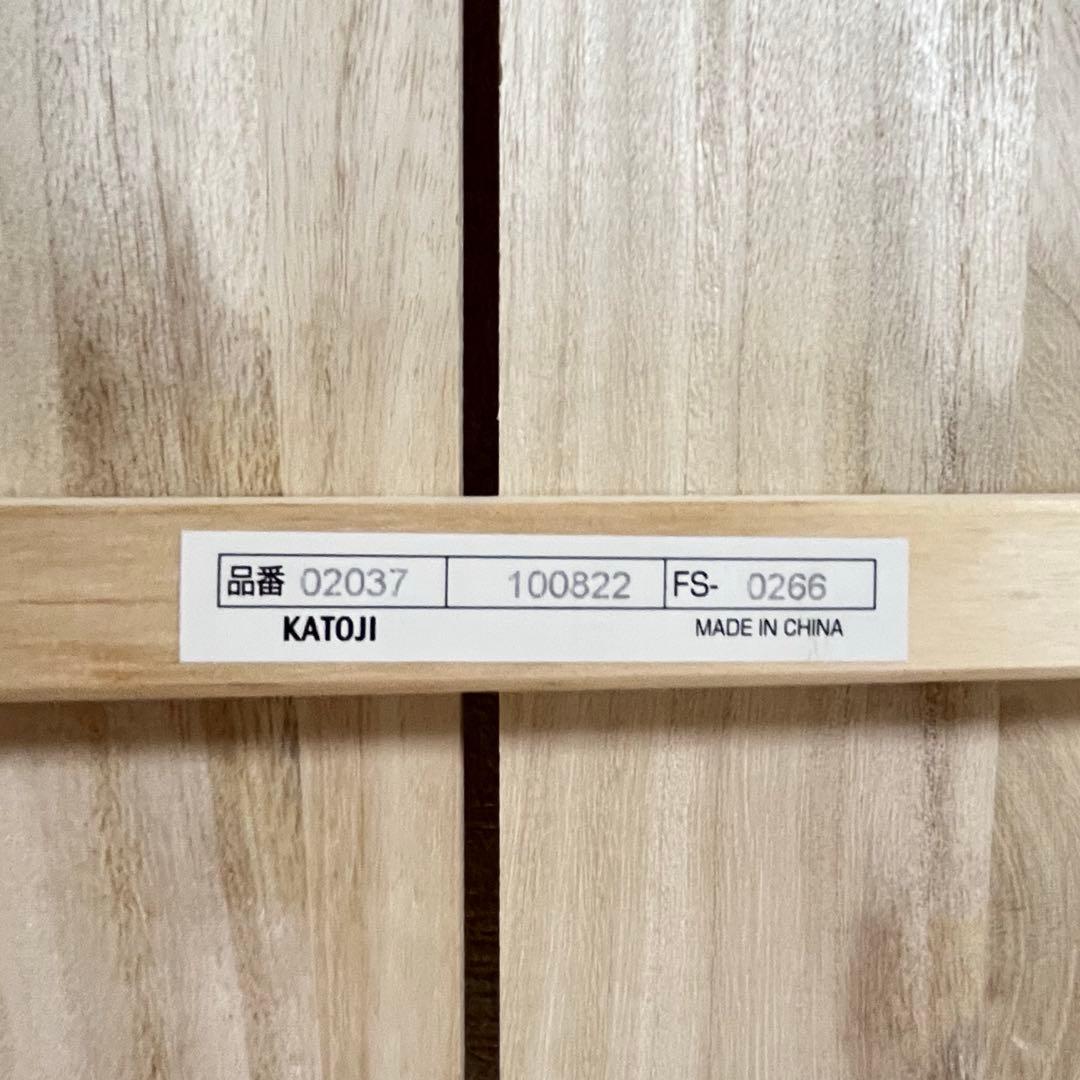 品番 02037 100822 FS- 0266
KATOJI MADE IN CHINA